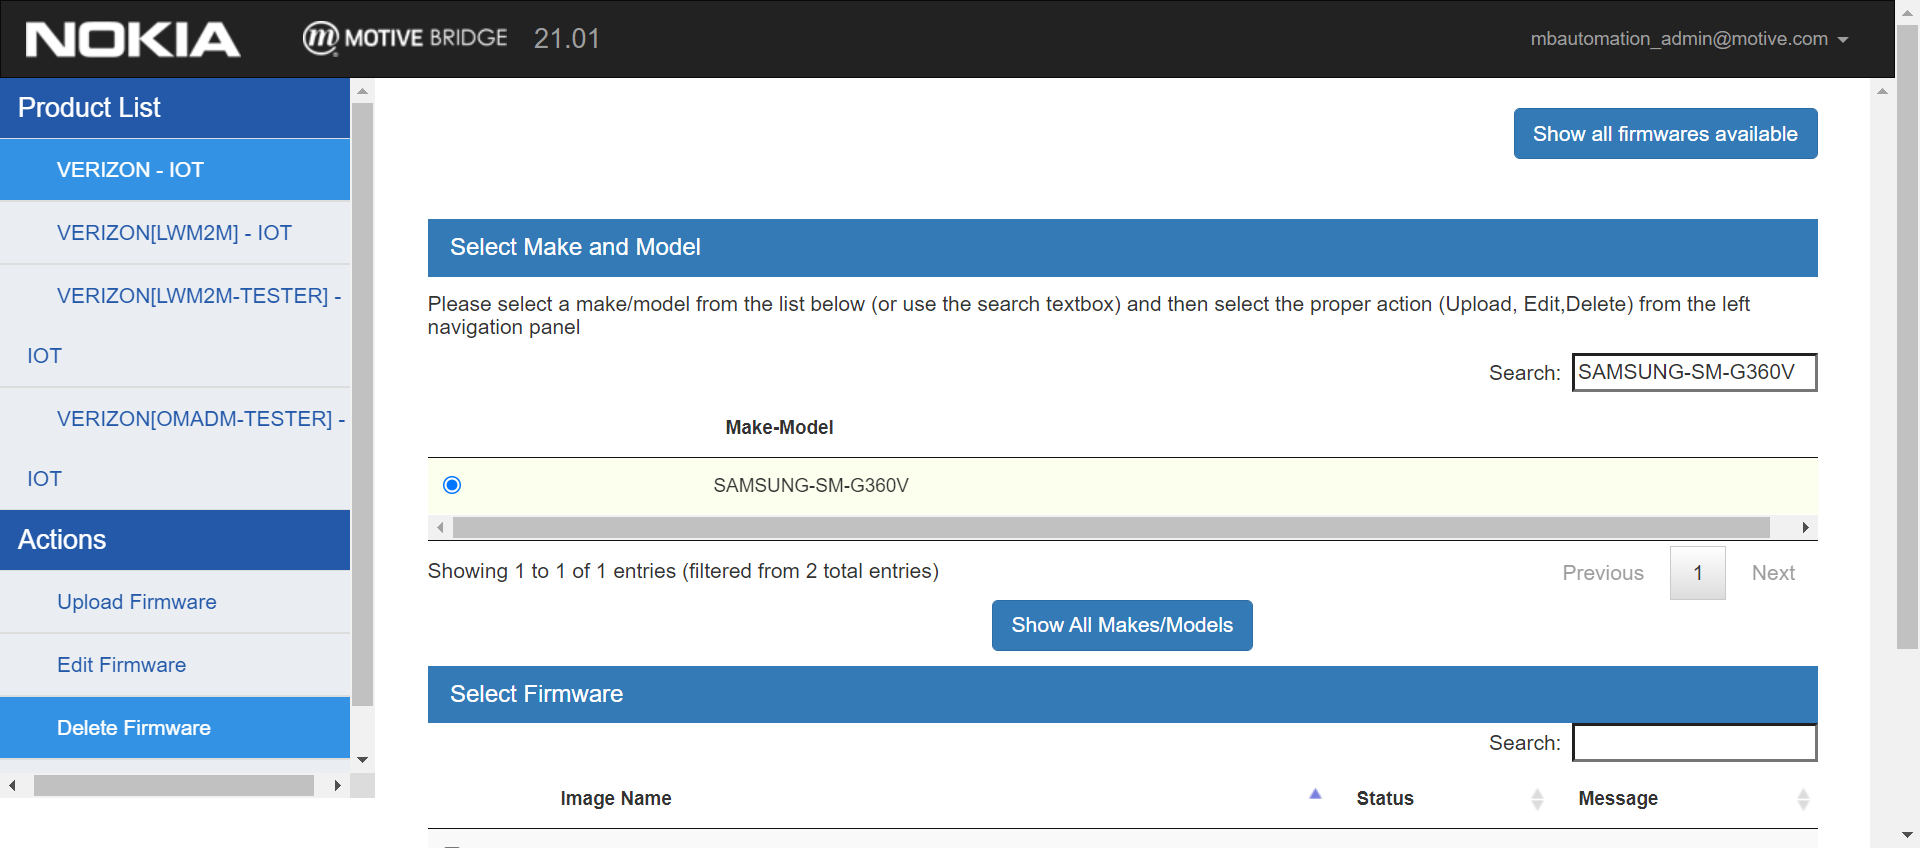 NOKIA
m MOTIVE BRIDGE 21.01
mbautomation_admin@motive.com
Product List
VERIZON - IOT
VERIZON[LWM2M] - IOT
VERIZON[LWM2M-TESTER] -
IOT
VERIZON[OMADM-TESTER] -
IOT
Actions
Upload Firmware
Edit Firmware
Delete Firmware
Show all firmwares available
Select Make and Model
Please select a make/model from the list below (or use the search textbox) and then select the proper action (Upload, Edit,Delete) from the left
navigation panel
Search: SAMSUNG-SM-G360V
Make-Model
SAMSUNG-SM-G360V
Showing 1 to 1 of 1 entries (filtered from 2 total entries)
Previous 1 Next
Show All Makes/Models
Select Firmware
Search:
Image Name Status Message